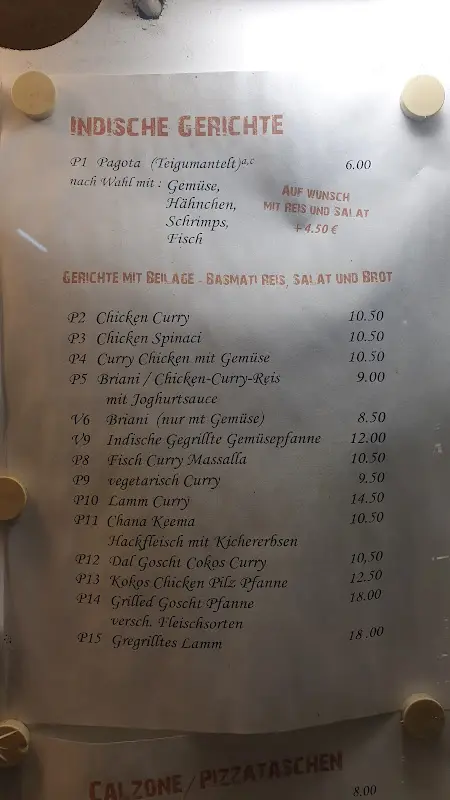 INDISCHE GERICHTE
P1 Pagota (Teigumantelt)a,c 6.00
nach Wahl mit : Gemüse,
Hähnchen,
Schrimps,
Fisch
AUF WUNSCH
MIT REIS UND SALAT
+4.50 €
GERICHTE MIT BEILAGE - BASMATI REIS, SALAT UND BROT
P2 Chicken Curry 10.50
P3 Chicken Spinaci 10.50
P4 Curry Chicken mit Gemüse 10.50
P5 Briani / Chicken-Curry-Reis 9.00
mit Joghurtsauce
V6 Briani (nur mt Gemüse) 8.50
V9 Indische Gegrillte Gemüsepfanne 12.00
P8 Fisch Curry Massalla 10.50
P9 vegetarisch Curry 9.50
P10 Lamm Curry 14.50
P11 Chana Keema 10.50
Hackfleisch mit Kichererbsen
P12 Dal Goscht Cokos Curry 10,50
P13 Kokos Chicken Pilz Pfanne 12.50
P14 Grilled Goscht Pfanne 18.00
versch. Fleischsorten
P15 Gregrilltes Lamm 18.00
CALZONE/PIZZATASCHEN
8.00